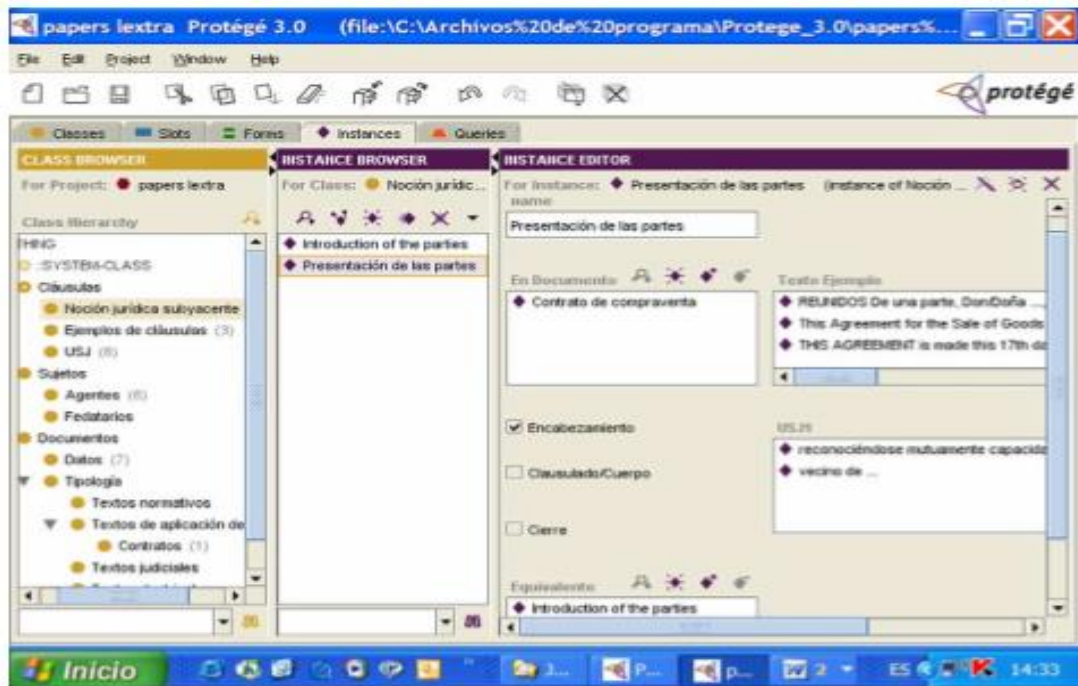 papers lextra Protégé 3.0 (file:\C:\Archivos%20de%20programa\Protege_3.0\papers%...
File Edit Project Window Help
protégé
Classes Slots Forms Instances Queries
CLASS BROWSER
For Project: papers lextra
Class Hierarchy
THING
:SYSTEM-CLASS
Cláusulas
Noción jurídica subyacente
Ejemplos de cláusulas (3)
USJ (8)
Sujetos
Agentes (6)
Fedatarios
Documentos
Datos (7)
Tipología
Textos normativos
Textos de aplicación de
Contratos (1)
Textos judiciales
INSTANCE BROWSER
For Class: Noción jurídic...
Introduction of the parties
Presentación de las partes
INSTANCE EDITOR
For Instance: Presentación de las partes (instance of Noción ...
name
Presentación de las partes
En Documento
Contrato de compraventa
Texto Ejemplo
REUNIDOS De una parte, Don/Doña ...,
This Agreement for the Sale of Goods
THIS AGREEMENT is made this 17th da
Encabezamiento
Clausulado/Cuerpo
Cierre
reconociéndose mutuamente capacida
vecino de ...
Equivalente
Introduction of the parties
Inicio J... P... p... 2 ES 14:33